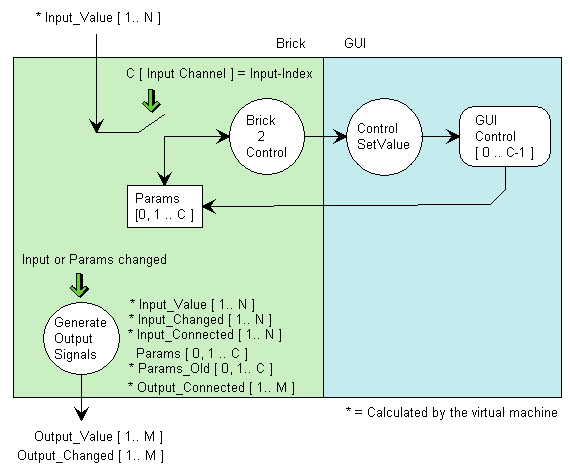 * Input_Value [ 1.. N ]
Brick
GUI
C [ Input Channel ] = Input-Index
Brick
2
Control
Control
SetValue
GUI
Control
[ 0 .. C-1 ]
Params
[0, 1 .. C ]
Input or Params changed
Generate
Output
Signals
* Input_Value [ 1.. N ]
* Input_Changed [ 1.. N ]
* Input_Connected [ 1.. N ]
Params [ 0, 1 .. C ]
* Params_Old [ 0, 1.. C ]
* Output_Connected [ 1.. M ]
* = Calculated by the virtual machine
Output_Value [ 1.. M ]
Output_Changed [ 1.. M ]